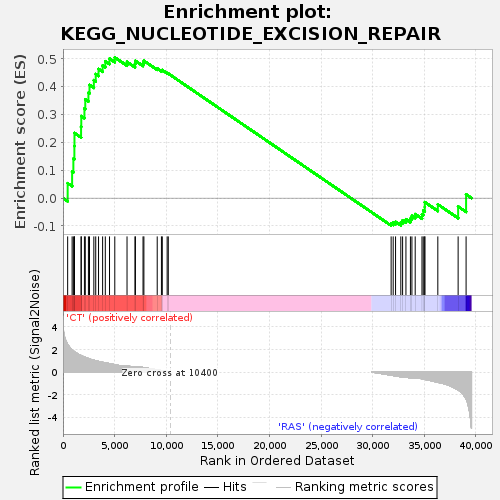 Enrichment plot:
KEGG_NUCLEOTIDE_EXCISION_REPAIR
Enrichment score (ES)
0.5
0.4
0.3
0.2
0.1
0.0
-0.1
'CT' (positively correlated)
Ranked list metric (Signal2Noise)
4
2
0
-2
-4
Zero cross at 10400
'RAS' (negatively correlated)
0
5,000
10,000
15,000
20,000
25,000
30,000
35,000
40,000
Rank in Ordered Dataset
Enrichment profile
Hits
Ranking metric scores